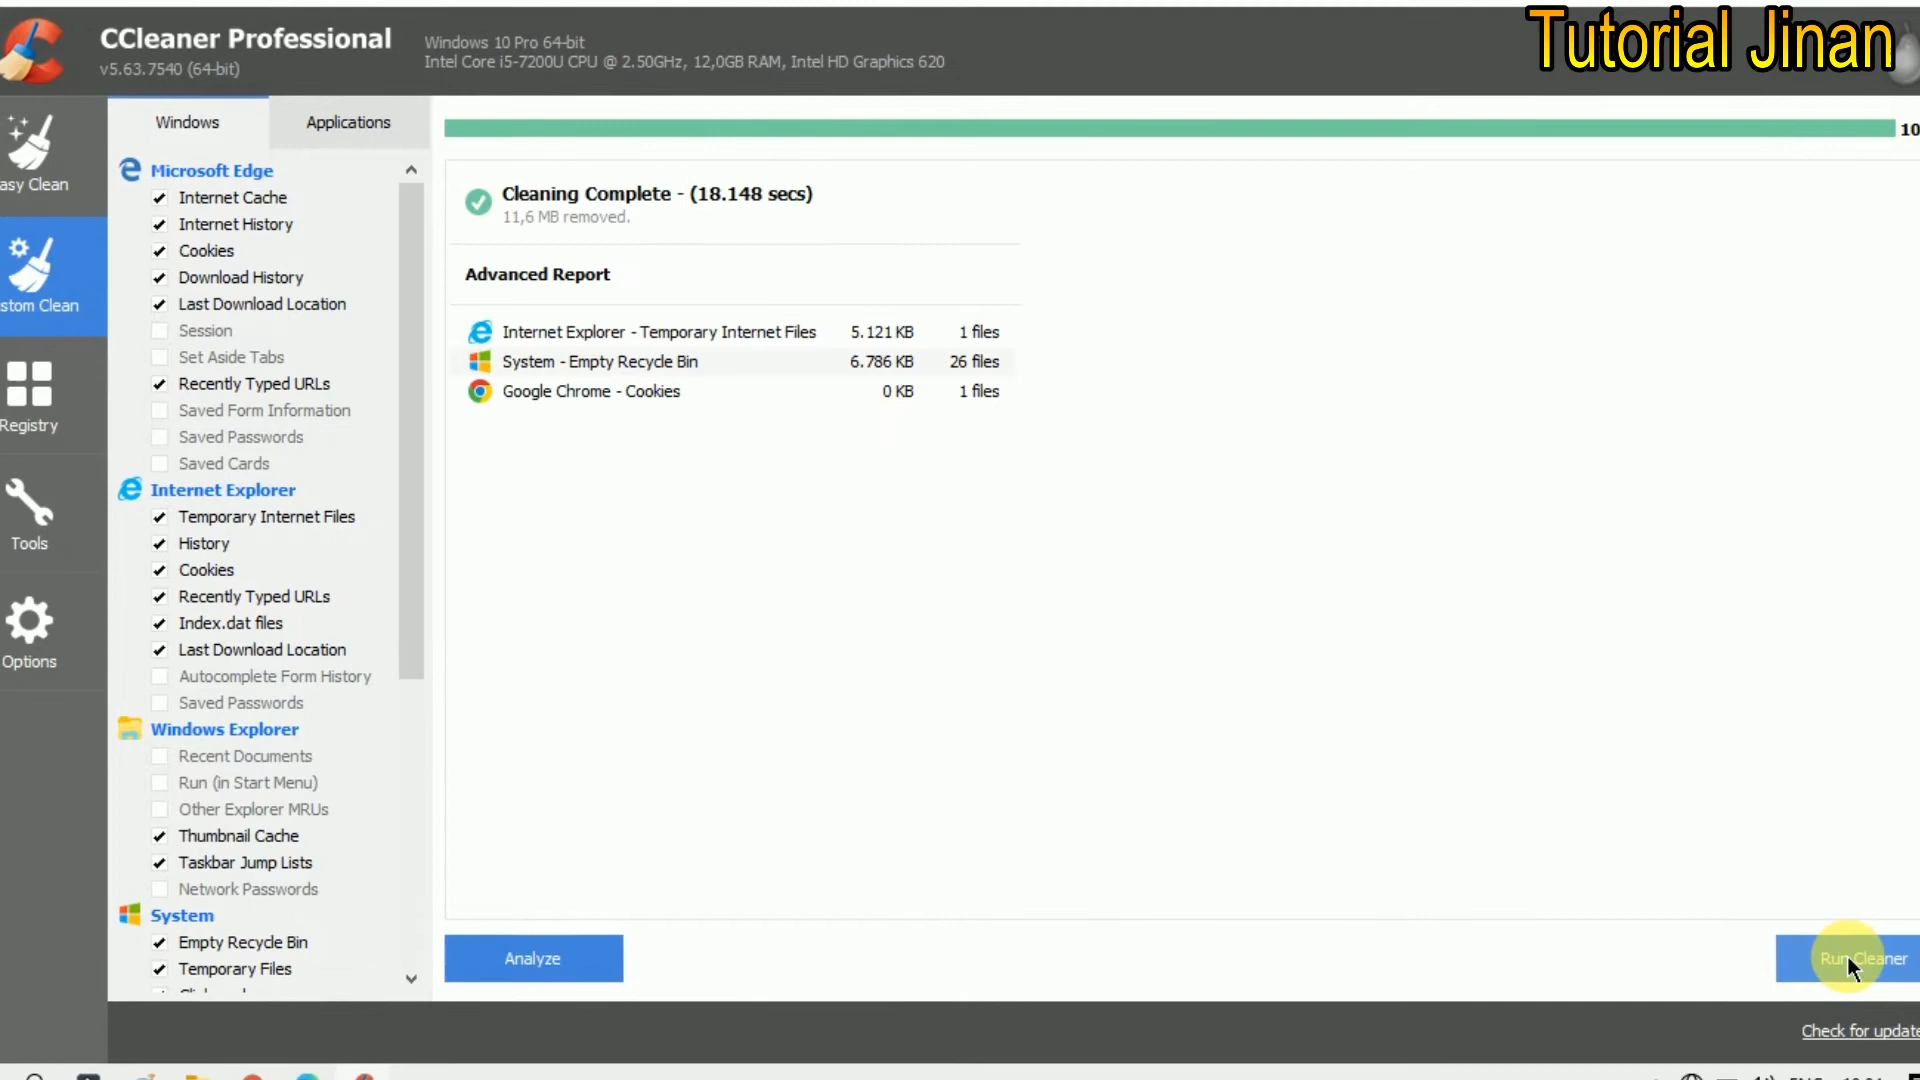 Tutorial Jinan
CCleaner Professional
v5.63.7540 (64-bit)
Windows 10 Pro 64-bit
Intel Core i5-7200U CPU @ 2.50GHz, 12,0GB RAM, Intel HD Graphics 620
asy Clean
stom Clean
Registry
Tools
Options
Windows
Applications
Microsoft Edge
Internet Cache
Internet History
Cookies
Download History
Last Download Location
Session
Set Aside Tabs
Recently Typed URLs
Saved Form Information
Saved Passwords
Saved Cards
Internet Explorer
Temporary Internet Files
History
Cookies
Recently Typed URLs
Index.dat files
Last Download Location
Autocomplete Form History
Saved Passwords
Windows Explorer
Recent Documents
Run (in Start Menu)
Other Explorer MRUs
Thumbnail Cache
Taskbar Jump Lists
Network Passwords
System
Empty Recycle Bin
Temporary Files
10
Cleaning Complete - (18.148 secs)
11,6 MB removed.
Advanced Report
Internet Explorer - Temporary Internet Files 5.121 KB 1 files
System - Empty Recycle Bin 6.786 KB 26 files
Google Chrome - Cookies 0 KB 1 files
Analyze
Run Cleaner
Check for update